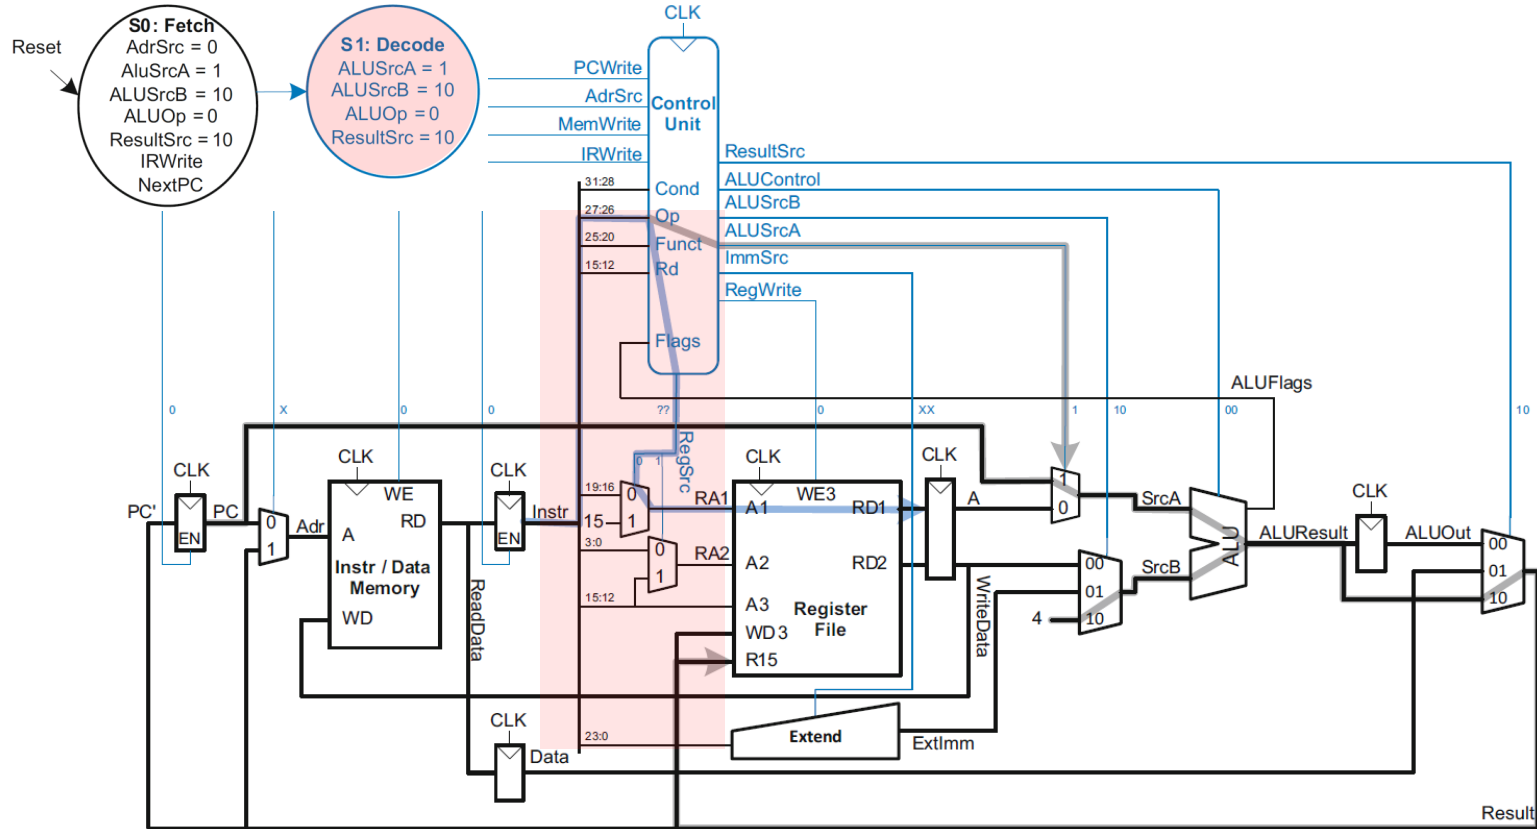 CLK
Reset
S0: Fetch
AdrSrc = 0
AluSrcA = 1
ALUSrcB = 10
ALUOp = 0
ResultSrc = 10
IRWrite
NextPC
S1: Decode
ALUSrcA = 1
ALUSrcB = 10
ALUOp = 0
ResultSrc = 10
PCWrite
AdrSrc
MemWrite
IRWrite
Control
Unit
31:28
Cond
27:26
Op
25:20
Funct
15:12
Rd
Flags
ResultSrc
ALUControl
ALUSrcB
ALUSrcA
ImmSrc
RegWrite
ALUFlags
0
X
0
0
??
0
XX
1
10
00
10
CLK
PC'
EN
PC
0
1
Adr
CLK
WE
RD
A
Instr / Data
Memory
WD
ReadData
CLK
EN
Instr
CLK
Data
RegSrc
0
1
19:16
0
15
1
RA1
3:0
0
1
RA2
15:12
23:0
CLK
WE3
A1
RD1
A2
RD2
A3
Register
File
WD3
R15
Extend
ExtImm
CLK
A
WriteData
1
0
SrcA
00
01
4
10
SrcB
ALU
ALUResult
CLK
ALUOut
00
01
10
Result